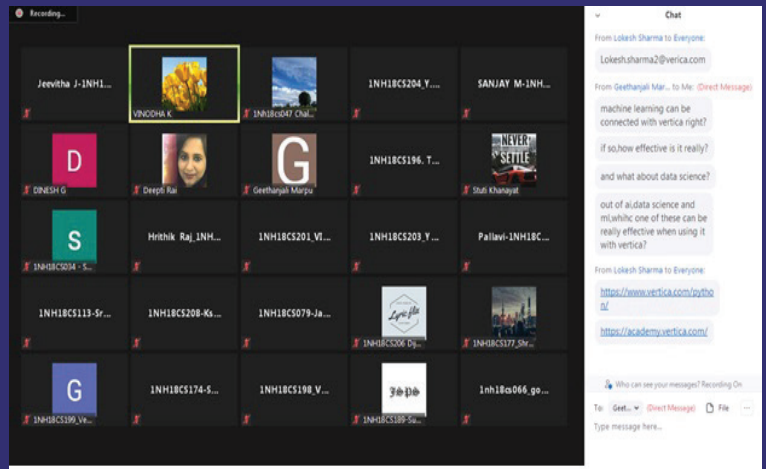 Recording...
Jeevitha J-1NH1...
VINODHA K
1Nh18cs047 Chal...
1NH18CS204_Y....
SANJAY M-1NH...
D
DINESH G
Deepti Rai
G
Geethanjali Marpu
1NH18CS196. T...
NEVER
SETTLE
Stuti Khanayat
S
1NH18CS034 - S...
Hrithik Raj_1NH...
1NH18CS201_VI...
1NH18CS203_Y...
Pallavi-1NH18C...
1NH18CS113-Sr...
1NH18CS208-Ks...
1NH18CS079-Ja...
Lyric flix
1NH18CS206 Dij...
1NH18CS177_Shr...
G
1NH18CS199_Ve...
1NH18CS174-S...
1NH18CS198_V...
JSPS
1NH18CS189-Su...
1nh18cs066_go...
Chat
From Lokesh Sharma to Everyone:
Lokesh.sharma2@verica.com
From Geethanjali Mar... to Me: (Direct Message)
machine learning can be
connected with vertica right?
if so,how effective is it really?
and what about data science?
out of ai,data science and
ml,whihc one of these can be
really effective when using it
with vertica?
From Lokesh Sharma to Everyone:
https://www.vertica.com/pytho
n/
https://academy.vertica.com/
Who can see your messages? Recording On
To: Geet... (Direct Message) File ...
Type message here...